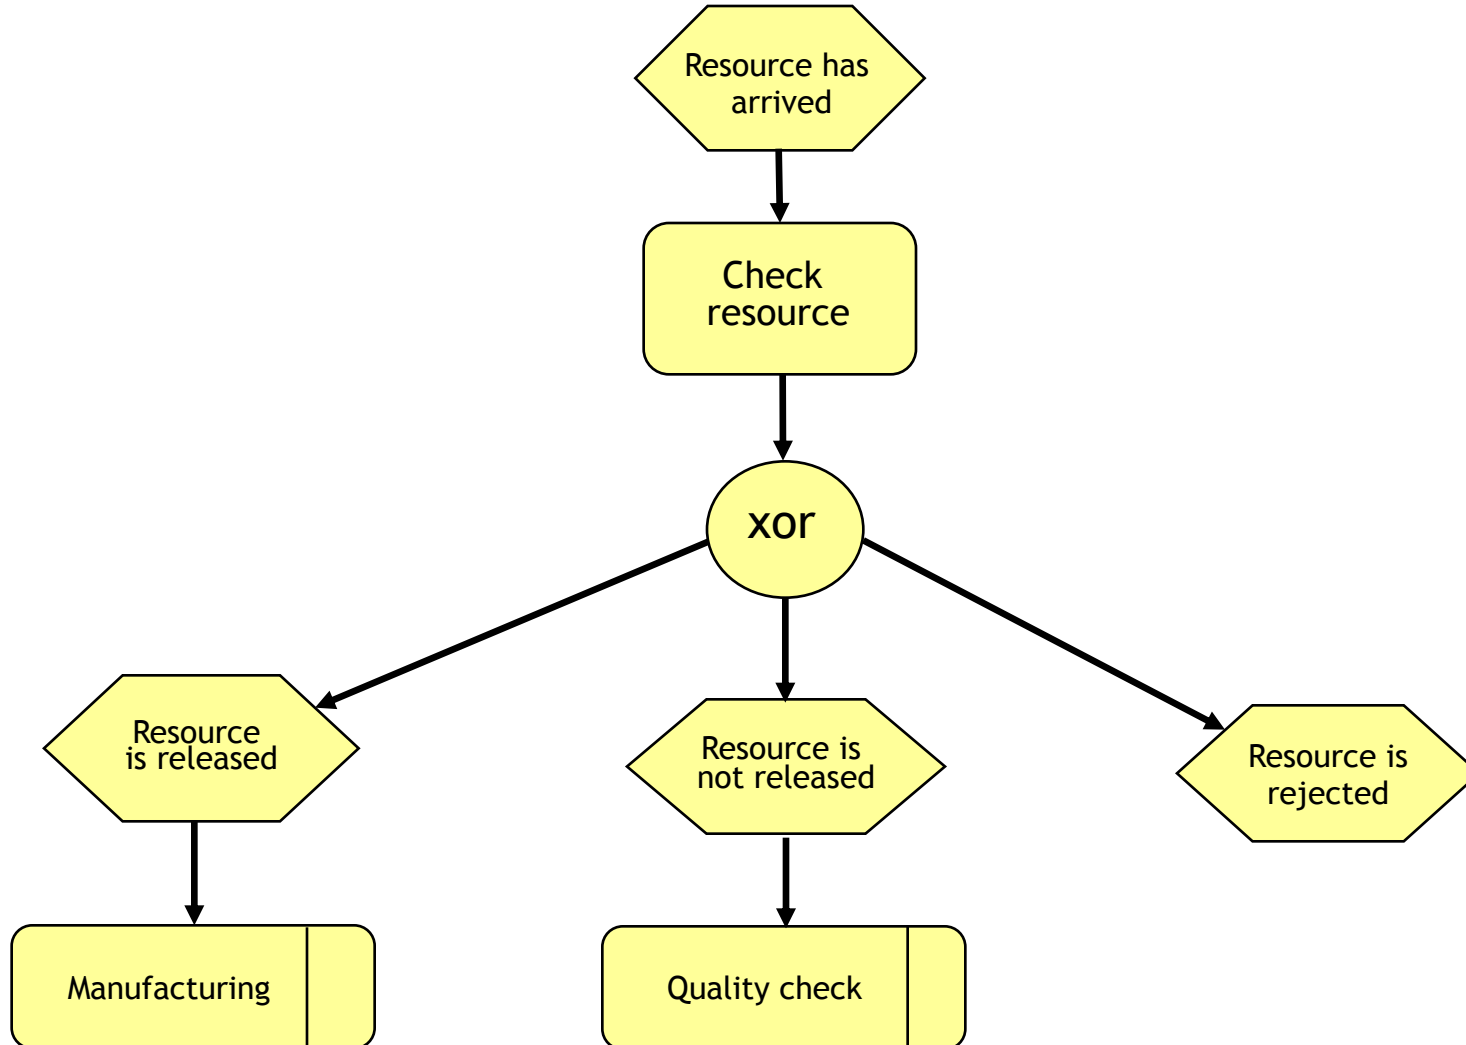 Resource has
arrived
Check
resource
xor
Resource
is released
Resource is
not released
Resource is
rejected
Manufacturing
Quality check